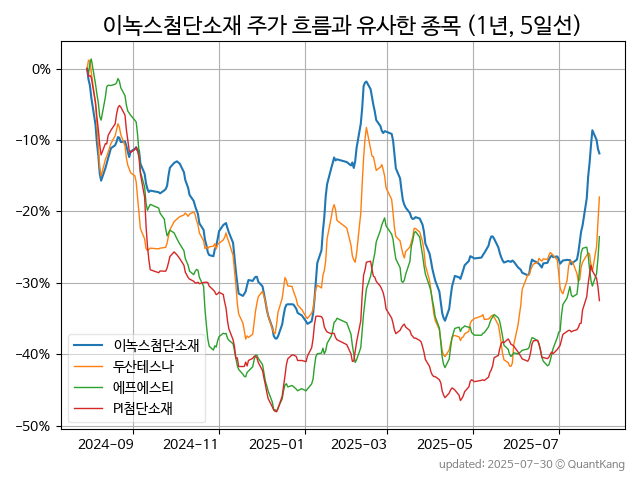 이녹스첨단소재 주가 흐름과 유사한 종목 (1년, 5일선)
0%
−10%
−20%
−30%
−40%
−50%
이녹스첨단소재
두산테스나
에프에스티
PI첨단소재
2024-09
2024-11
2025-01
2025-03
2025-05
2025-07
updated: 2025-07-30 © QuantKang